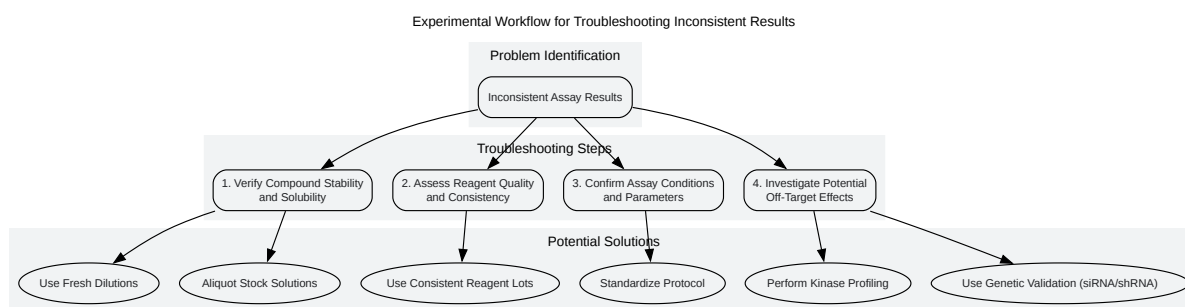 Experimental Workflow for Troubleshooting Inconsistent Results
Problem Identification
Inconsistent Assay Results
Troubleshooting Steps
1. Verify Compound Stability
and Solubility
2. Assess Reagent Quality
and Consistency
3. Confirm Assay Conditions
and Parameters
4. Investigate Potential
Off-Target Effects
Potential Solutions
Use Fresh Dilutions
Aliquot Stock Solutions
Use Consistent Reagent Lots
Standardize Protocol
Perform Kinase Profiling
Use Genetic Validation (siRNA/shRNA)